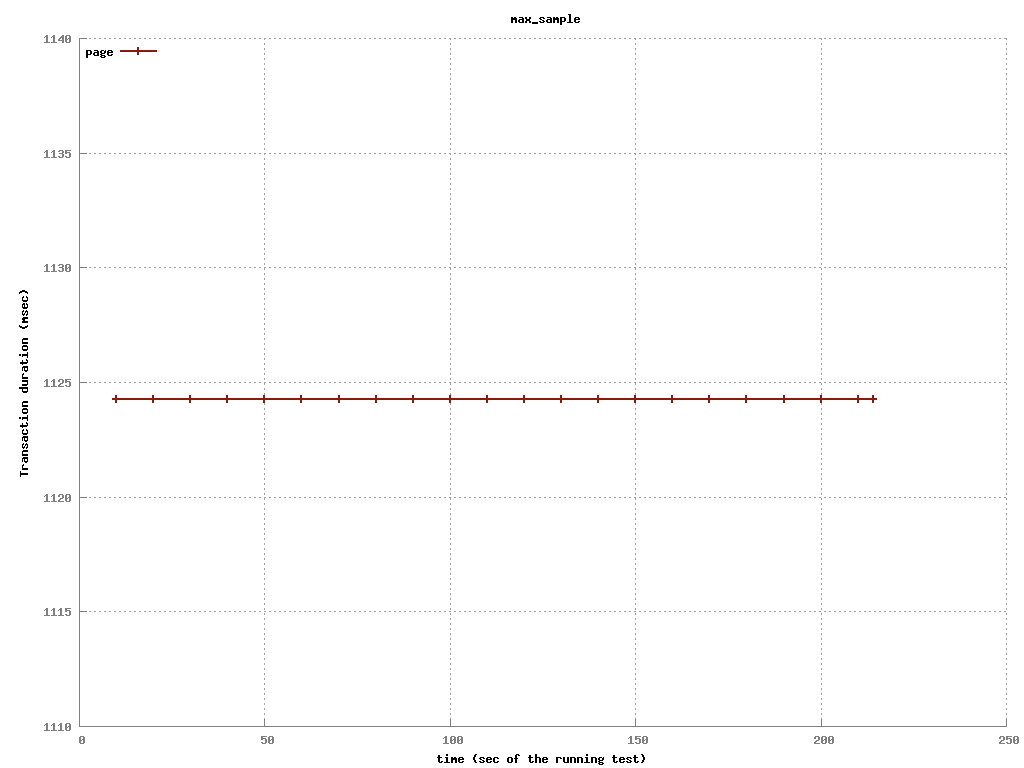 max_sample
page
1140
1135
1130
1125
1120
1115
1110
Transaction duration (msec)
0 50 100 150 200 250
time (sec of the running test)